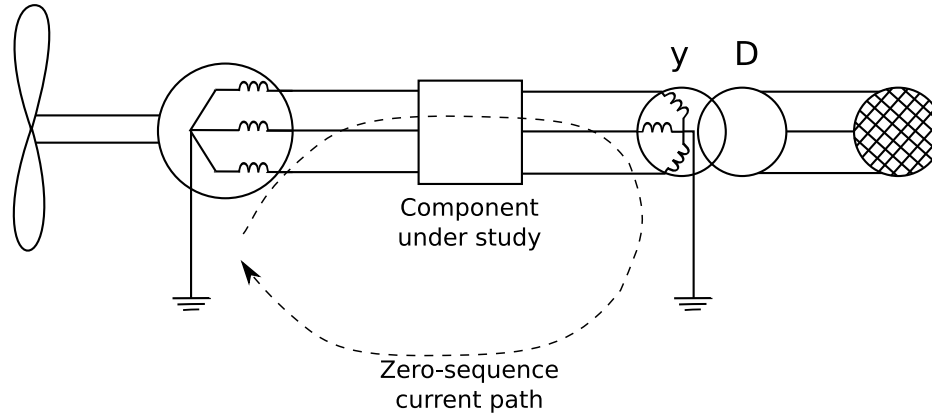 y D
Component
under study
Zero-sequence
current path